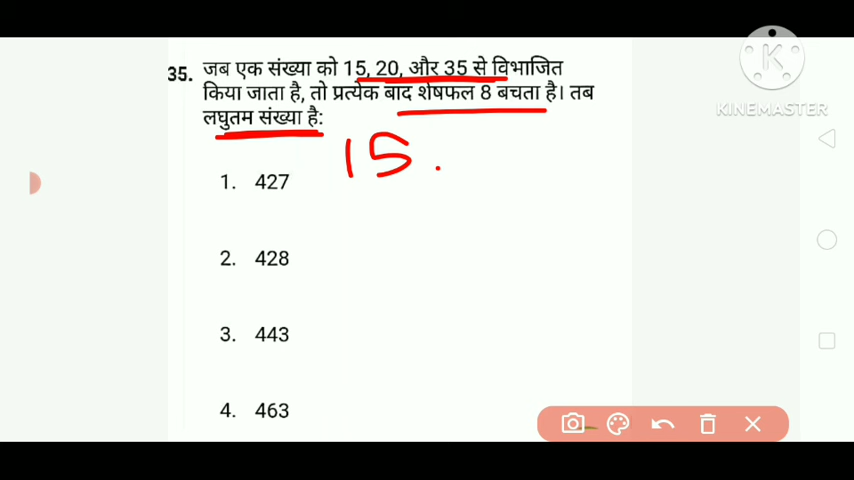 KINEMASTER
35. जब एक संख्या को 15, 20, और 35 से विभाजित
किया जाता है, तो प्रत्येक बाद शेषफल 8 बचता है। तब
लघुतम संख्या है:
15 .
1. 427
2. 428
3. 443
4. 463